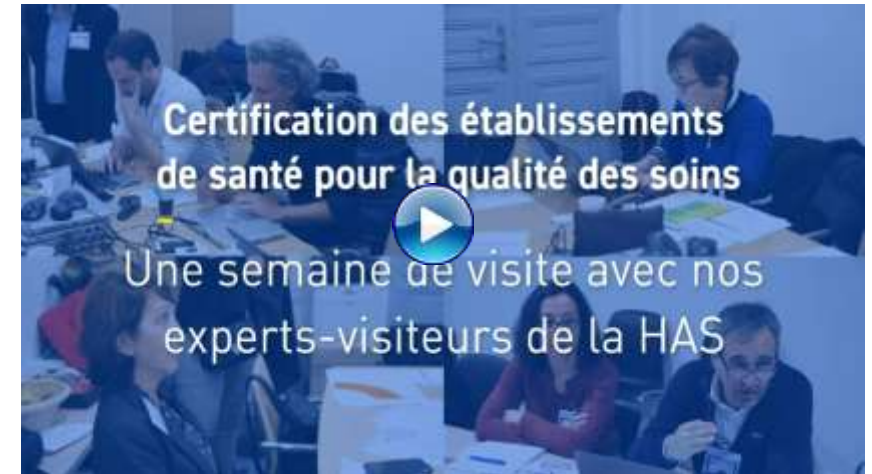 Certification des établissements
de santé pour la qualité des soins
Une semaine de visite avec nos
experts-visiteurs de la HAS